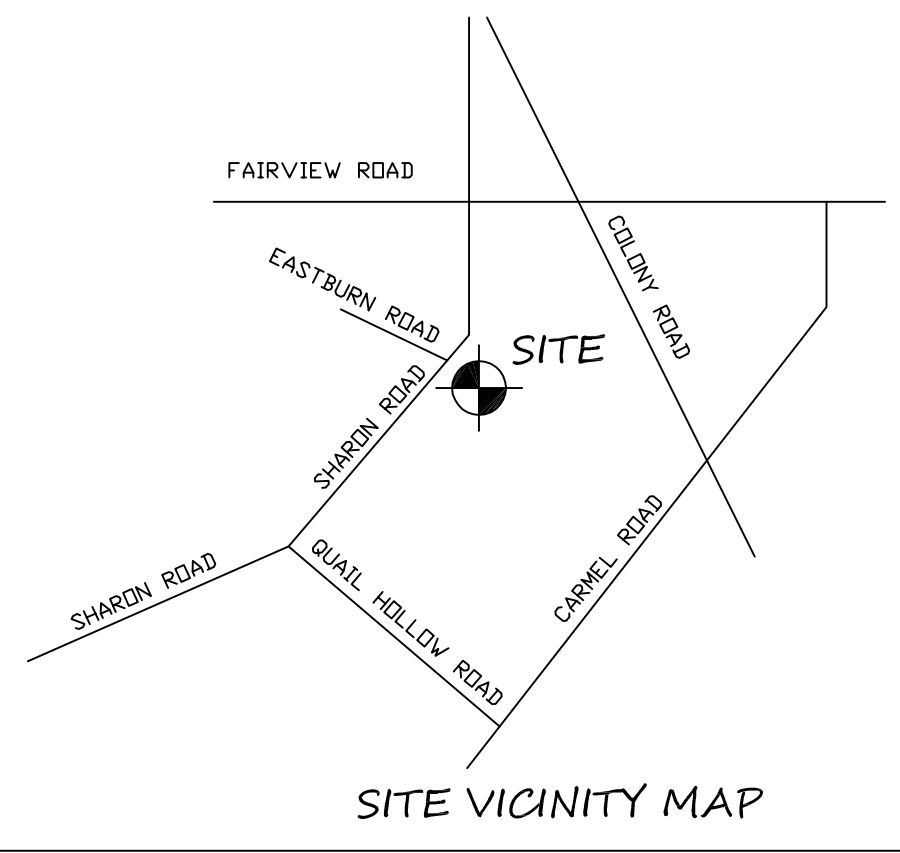 FAIRVIEW ROAD
COLONY ROAD
EASTBURN ROAD
SITE
SHARON ROAD
CARMEL ROAD
QUAIL HOLLOW ROAD
SHARON ROAD
SITE VICINITY MAP